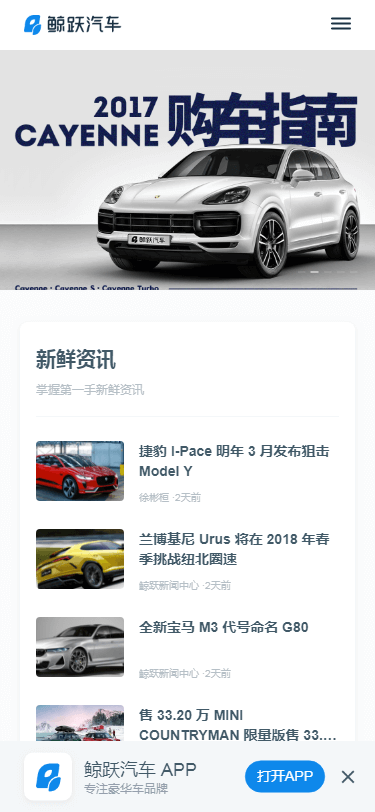 鲸跃汽车
2017
CAYENNE 购车指南
鲸跃汽车
Cayenne · Cayenne S · Cayenne Turbo
新鲜资讯
掌握第一手新鲜资讯
捷豹 I-Pace 明年 3 月发布狙击
Model Y
徐彬桓 ·2天前
兰博基尼 Urus 将在 2018 年春
季挑战纽北圈速
鲸跃新闻中心 ·2天前
全新宝马 M3 代号命名 G80
鲸跃新闻中心 ·2天前
售 33.20 万 MINI
COUNTRYMAN 限量版售 33....
鲸跃汽车 APP
专注豪华车品牌
打开APP